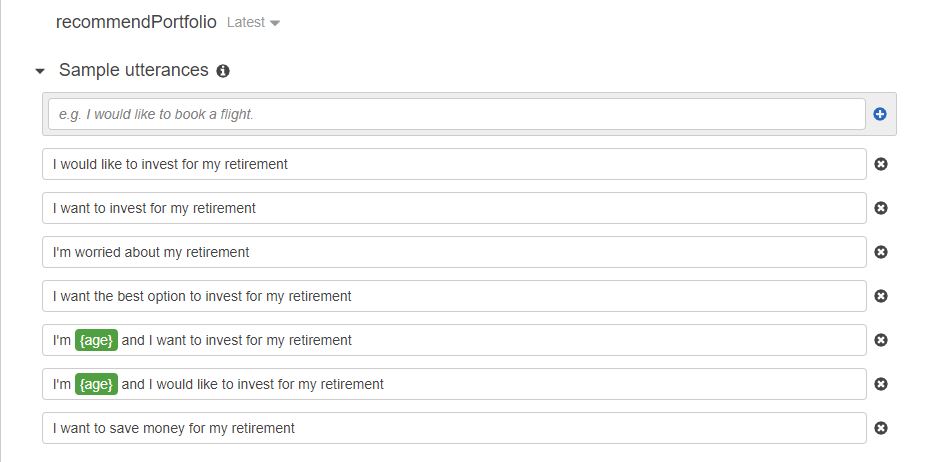 recommendPortfolio Latest
Sample utterances
e.g. I would like to book a flight.
I would like to invest for my retirement
I want to invest for my retirement
I'm worried about my retirement
I want the best option to invest for my retirement
I'm {age} and I want to invest for my retirement
I'm {age} and I would like to invest for my retirement
I want to save money for my retirement